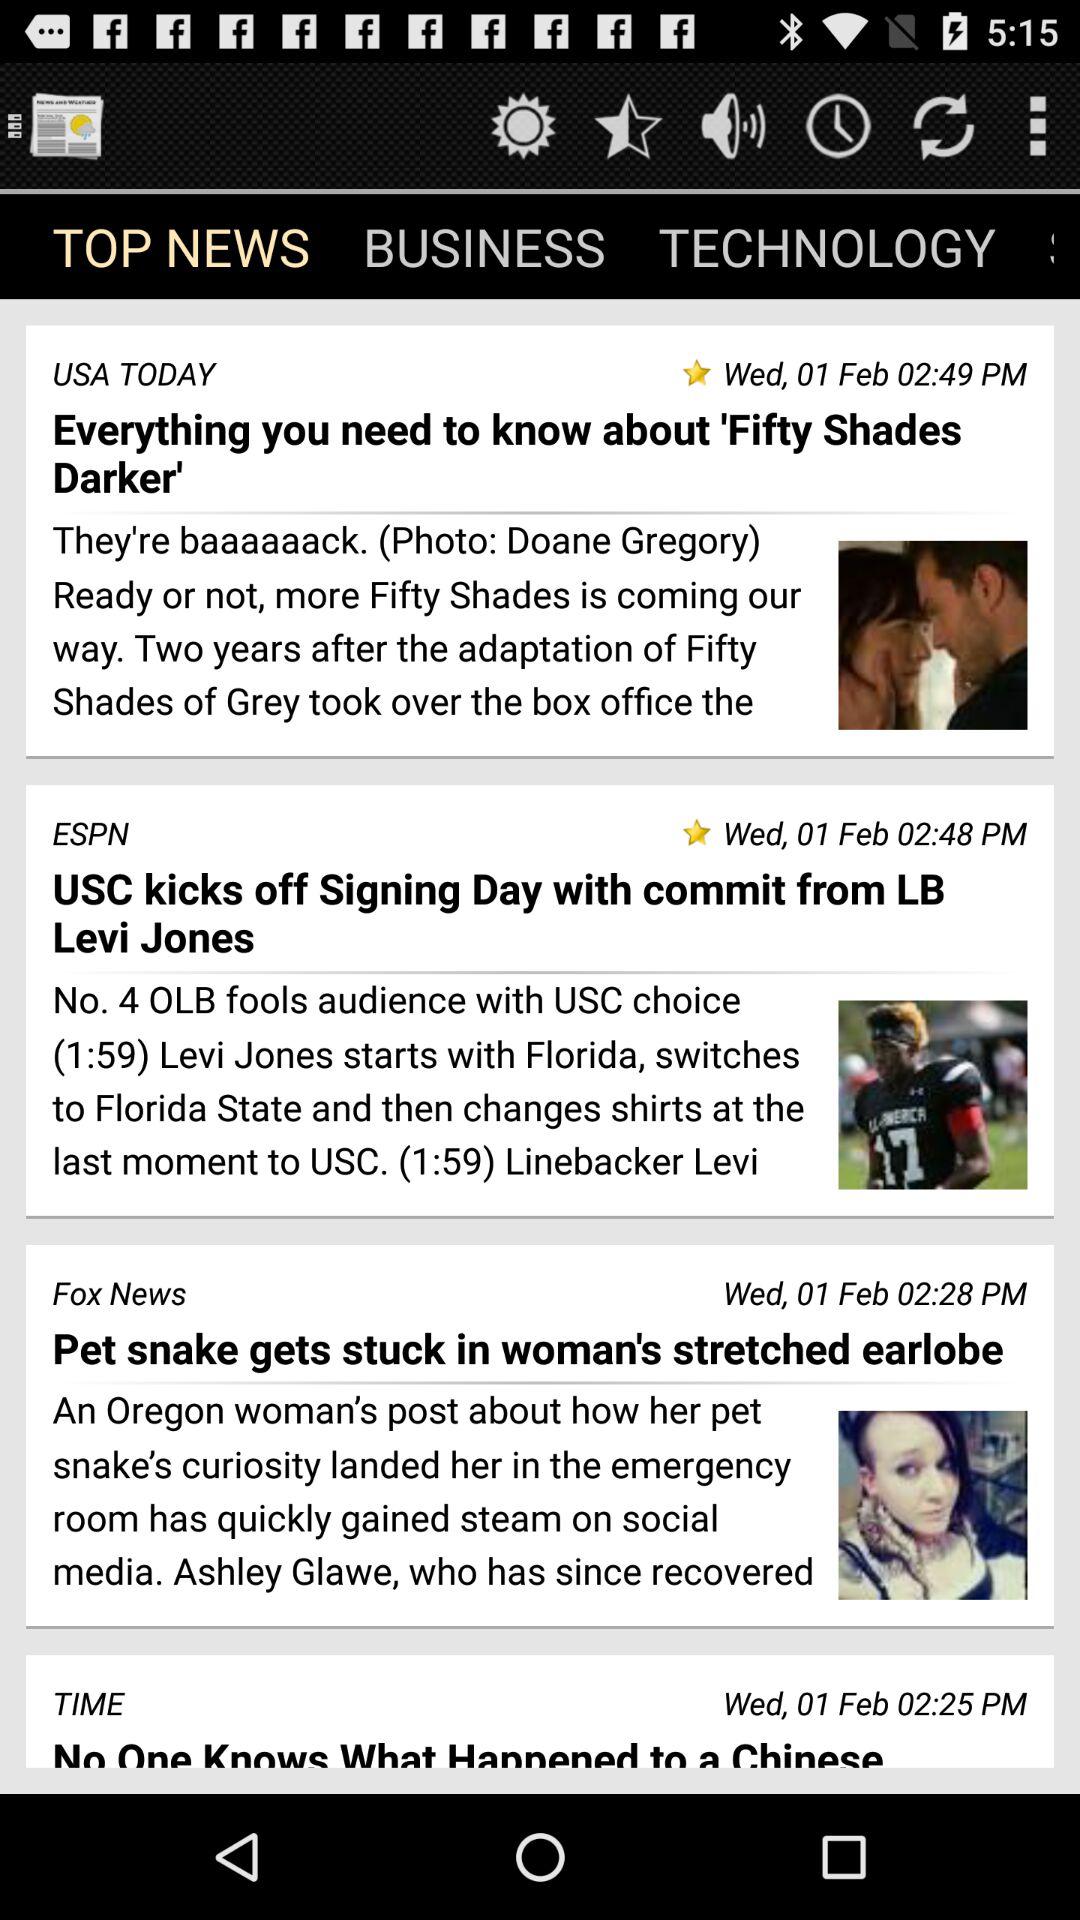 5:15
NEWS AND WEATHER
TOP NEWS BUSINESS TECHNOLOGY
USA TODAY Wed, 01 Feb 02:49 PM
Everything you need to know about 'Fifty Shades
Darker'
They're baaaaaack. (Photo: Doane Gregory)
Ready or not, more Fifty Shades is coming our
way. Two years after the adaptation of Fifty
Shades of Grey took over the box office the
ESPN Wed, 01 Feb 02:48 PM
USC kicks off Signing Day with commit from LB
Levi Jones
No. 4 OLB fools audience with USC choice
(1:59) Levi Jones starts with Florida, switches
to Florida State and then changes shirts at the
last moment to USC. (1:59) Linebacker Levi
17
Fox News Wed, 01 Feb 02:28 PM
Pet snake gets stuck in woman's stretched earlobe
An Oregon woman’s post about how her pet
snake’s curiosity landed her in the emergency
room has quickly gained steam on social
media. Ashley Glawe, who has since recovered
TIME Wed, 01 Feb 02:25 PM
No One Knows What Happened to a Chinese